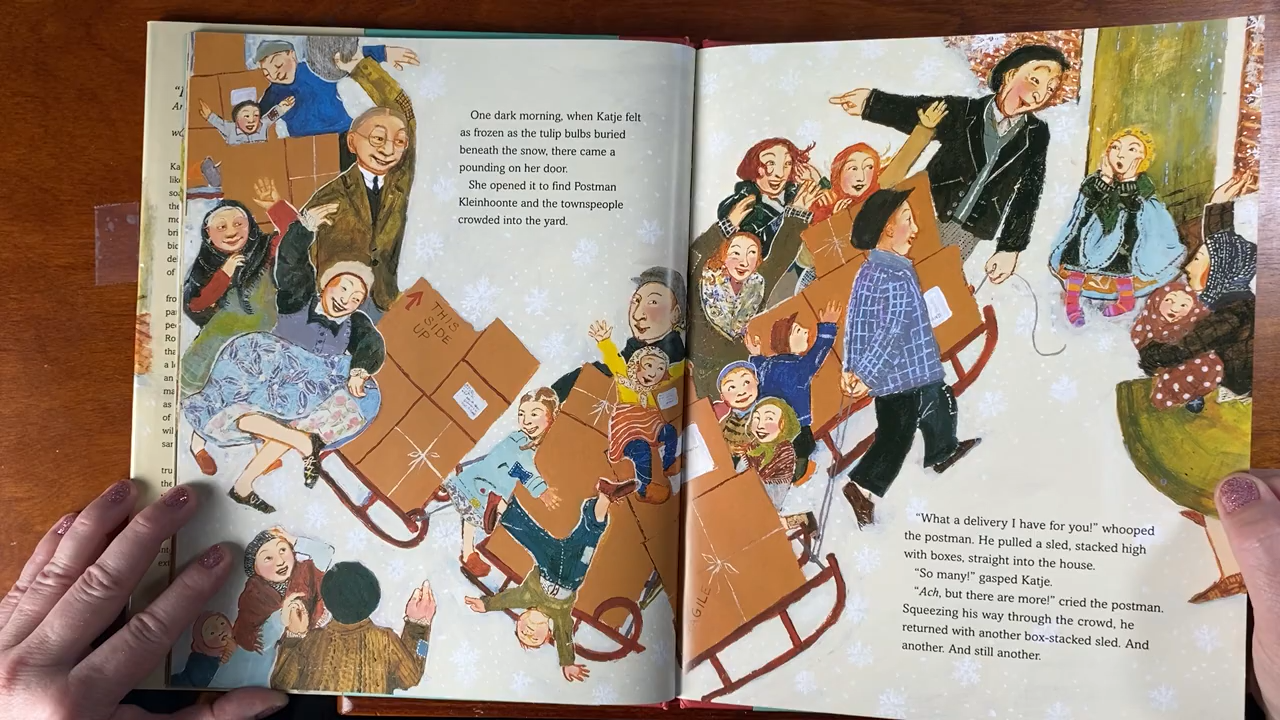 One dark morning, when Katje felt
as frozen as the tulip bulbs buried
beneath the snow, there came a
pounding on her door.
She opened it to find Postman
Kleinhoonte and the townspeople
crowded into the yard.
THIS
SIDE
UP
GILE
"What a delivery I have for you!" whooped
the postman. He pulled a sled, stacked high
with boxes, straight into the house.
"So many!" gasped Katje.
"Ach, but there are more!" cried the postman.
Squeezing his way through the crowd, he
returned with another box-stacked sled. And
another. And still another.